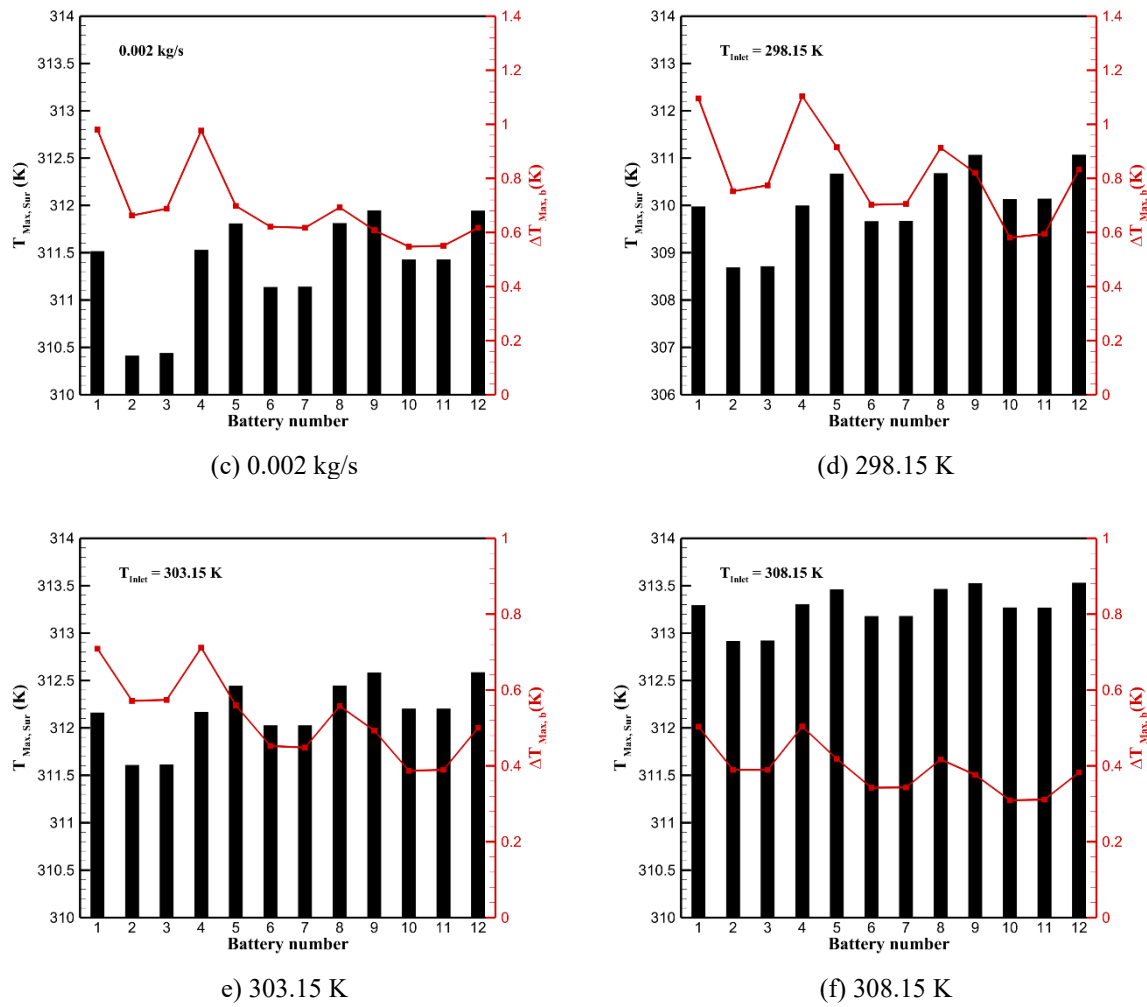 314
313.5
313
312.5
312
311.5
311
310.5
310
T Max, Sur (K)
0.002 kg/s
1.4
1.2
1
0.8
0.6
0.4
0.2
0
ΔT Max, b(K)
1 2 3 4 5 6 7 8 9 10 11 12
Battery number
(c) 0.002 kg/s
314
313
312
311
310
309
308
307
306
T Max, Sur (K)
T Inlet = 298.15 K
1.4
1.2
1
0.8
0.6
0.4
0.2
0
ΔT Max, b(K)
1 2 3 4 5 6 7 8 9 10 11 12
Battery number
(d) 298.15 K
314
313.5
313
312.5
312
311.5
311
310.5
310
T Max, Sur (K)
T Inlet = 303.15 K
1
0.8
0.6
0.4
0.2
0
ΔT Max, b(K)
1 2 3 4 5 6 7 8 9 10 11 12
Battery number
e) 303.15 K
314
313.5
313
312.5
312
311.5
311
310.5
310
T Max, Sur (K)
T Inlet = 308.15 K
1
0.8
0.6
0.4
0.2
0
ΔT Max, b(K)
1 2 3 4 5 6 7 8 9 10 11 12
Battery number
(f) 308.15 K